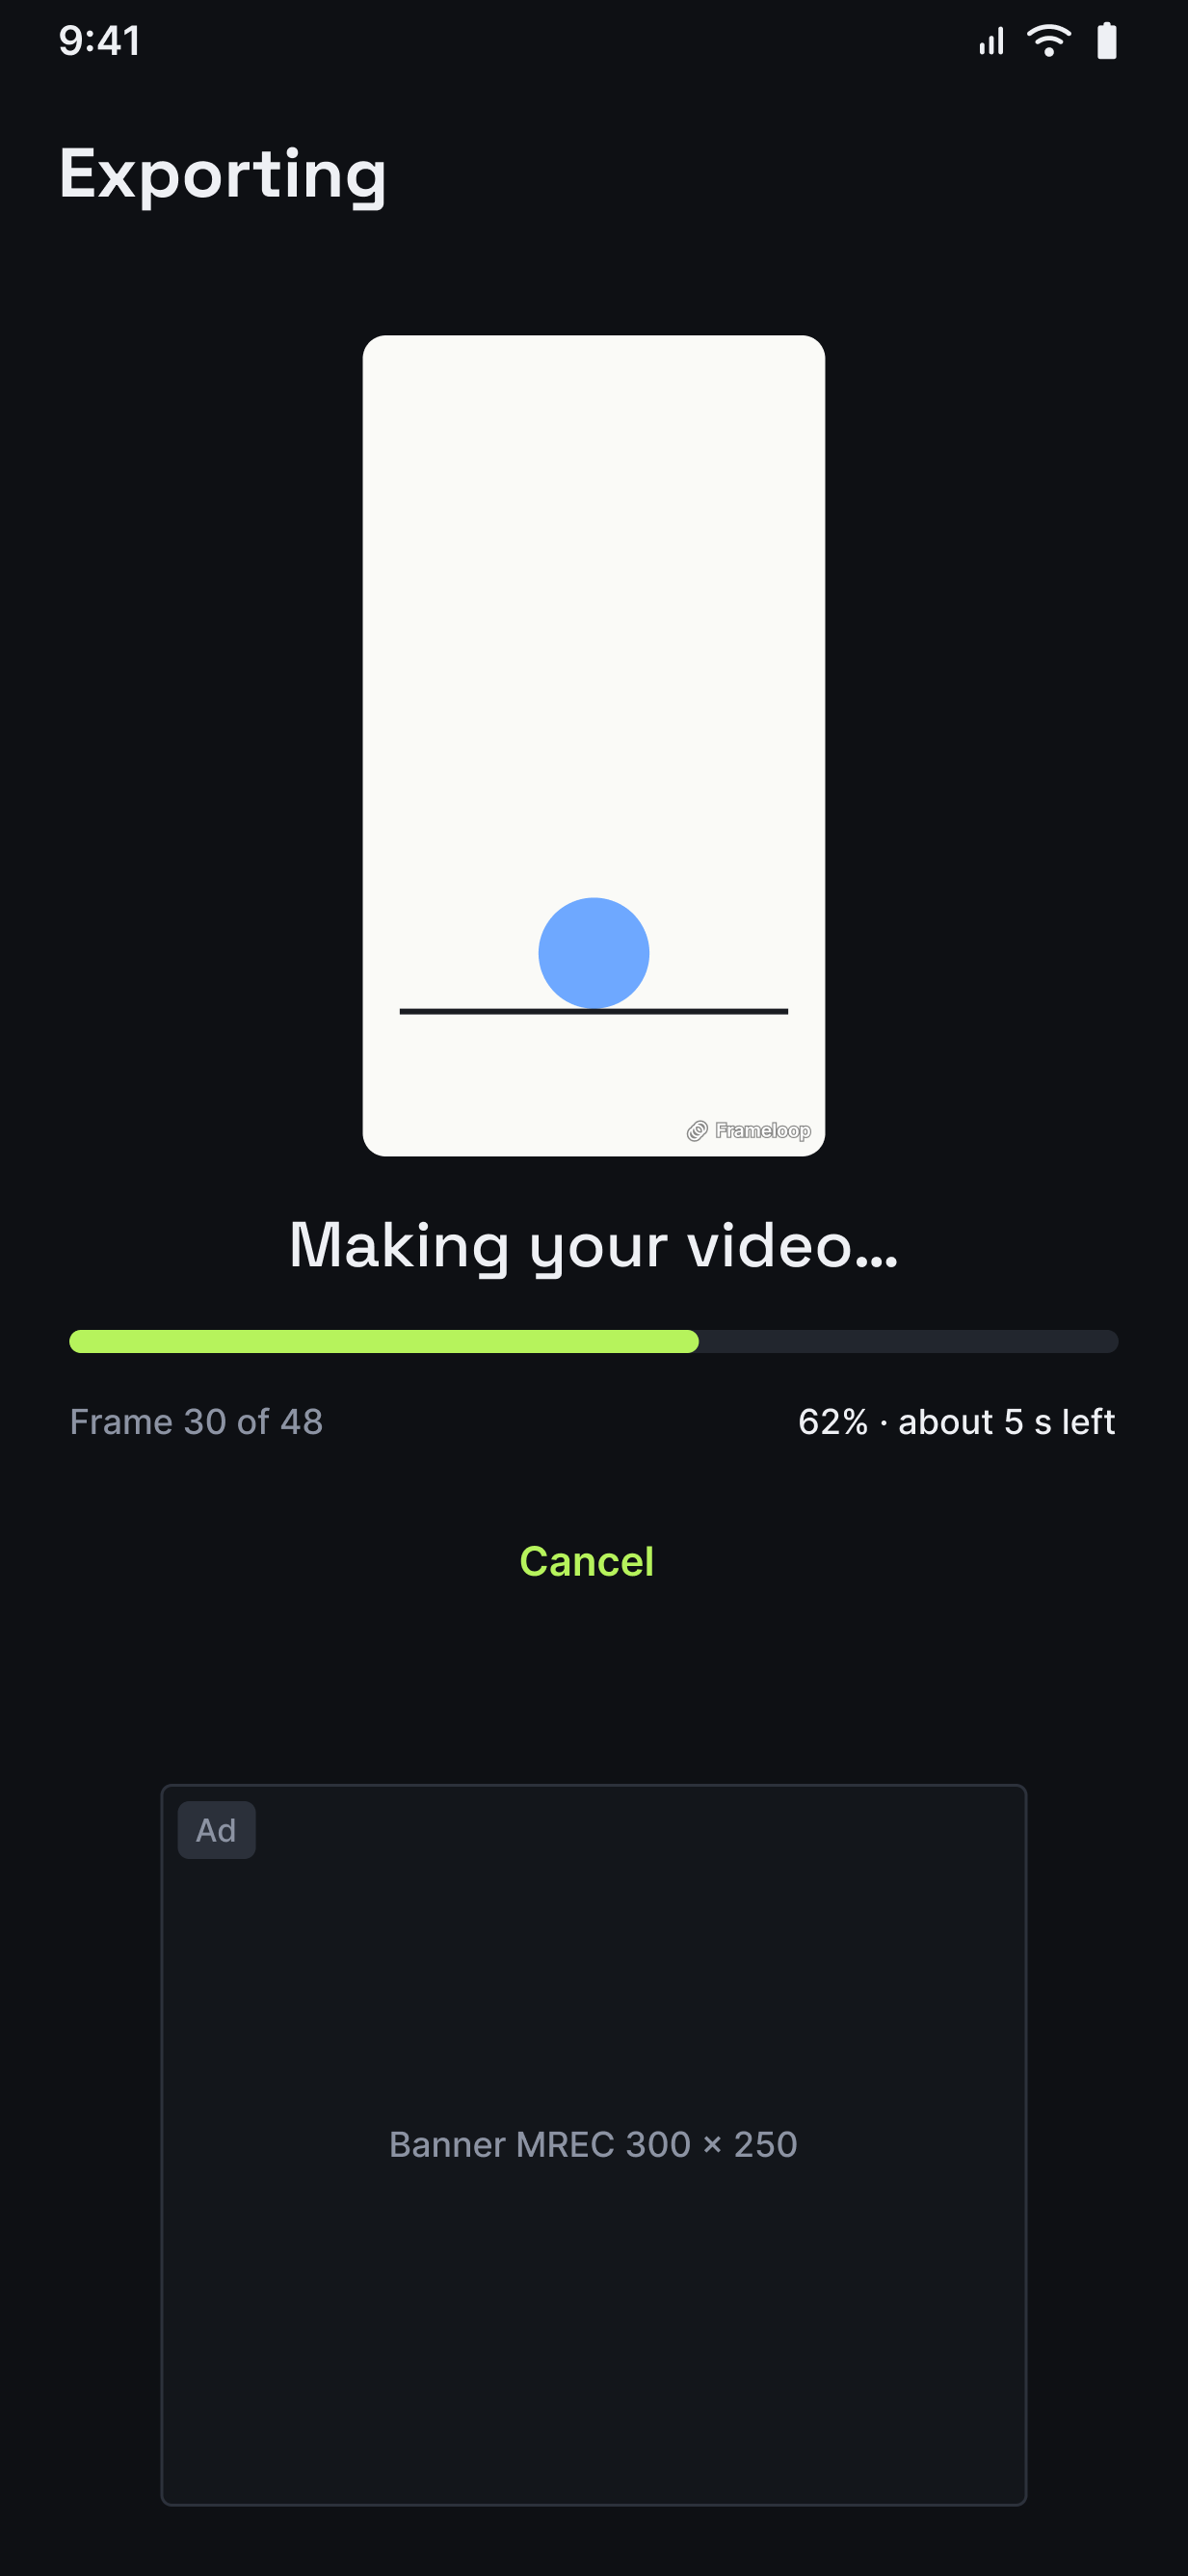 9:41
Exporting
Frameloop
Making your video...
Frame 30 of 48
62% · about 5 s left
Cancel
Ad
Banner MREC 300 × 250